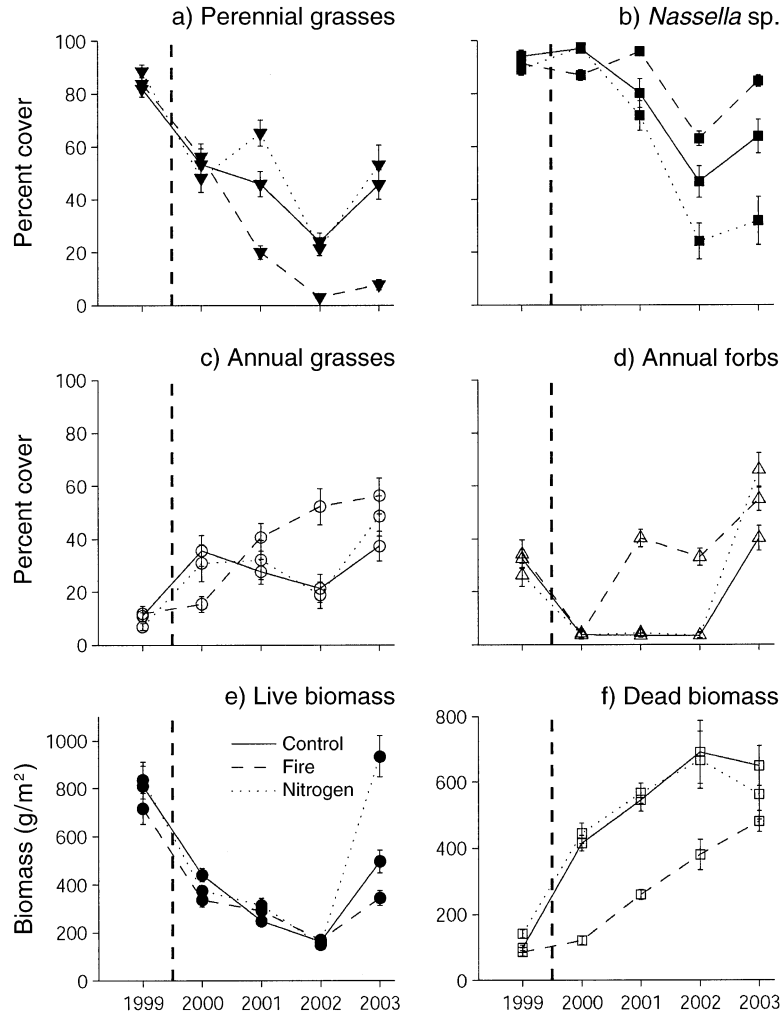 a) Perennial grasses
b) Nassella sp.
100
80
60
40
20
0
Percent cover
c) Annual grasses
d) Annual forbs
100
80
60
40
20
0
Percent cover
e) Live biomass
f) Dead biomass
1000
800
600
400
200
0
Biomass (g/m²)
Control
Fire
Nitrogen
800
600
400
200
0
1999 2000 2001 2002 2003
1999 2000 2001 2002 2003